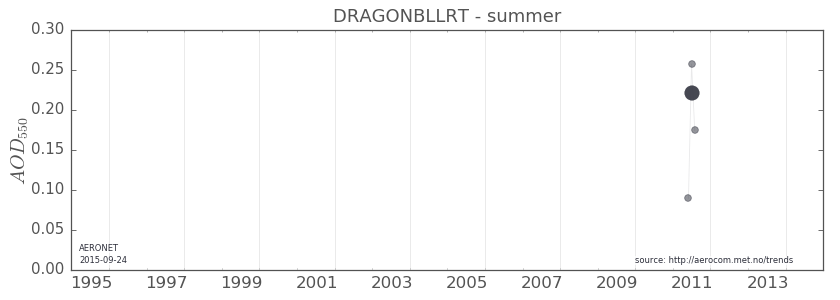 DRAGONBLLRT - summer
AOD550
0.30
0.25
0.20
0.15
0.10
0.05
0.00
AERONET
2015-09-24
source: http://aerocom.met.no/trends
1995 1997 1999 2001 2003 2005 2007 2009 2011 2013